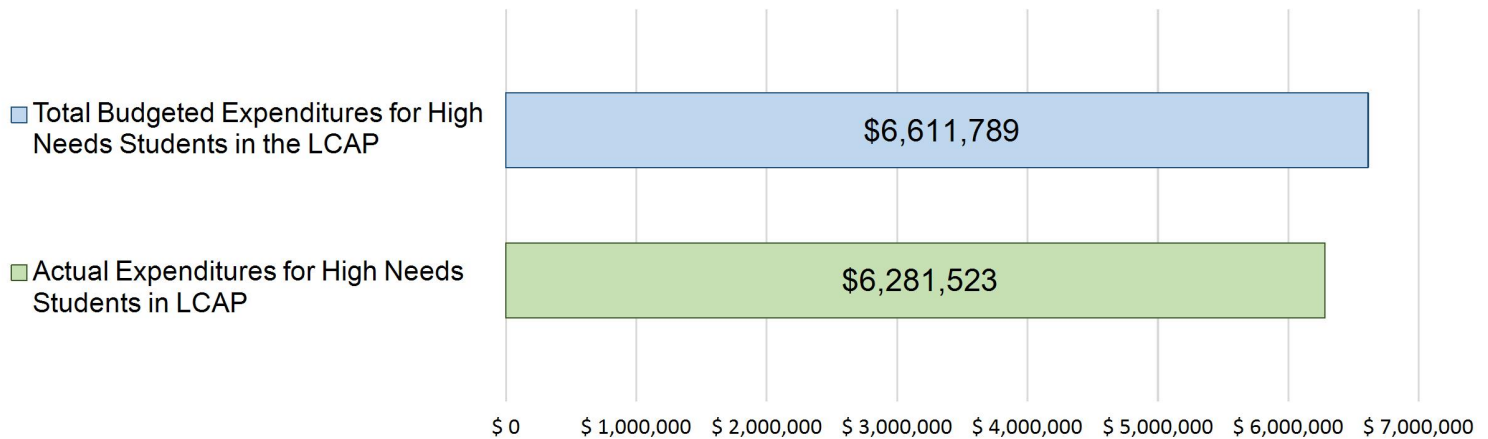 Total Budgeted Expenditures for High
Needs Students in the LCAP
$6,611,789
Actual Expenditures for High Needs
Students in LCAP
$6,281,523
$ 0 $ 1,000,000 $ 2,000,000 $ 3,000,000 $ 4,000,000 $ 5,000,000 $ 6,000,000 $ 7,000,000